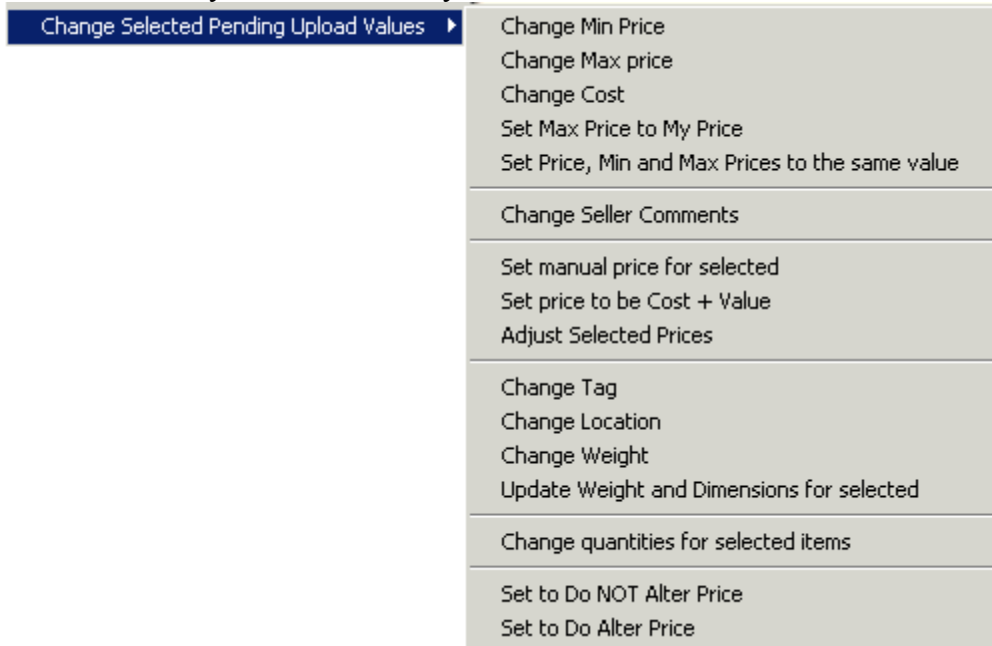 Change Selected Pending Upload Values
Change Min Price
Change Max price
Change Cost
Set Max Price to My Price
Set Price, Min and Max Prices to the same value
Change Seller Comments
Set manual price for selected
Set price to be Cost + Value
Adjust Selected Prices
Change Tag
Change Location
Change Weight
Update Weight and Dimensions for selected
Change quantities for selected items
Set to Do NOT Alter Price
Set to Do Alter Price